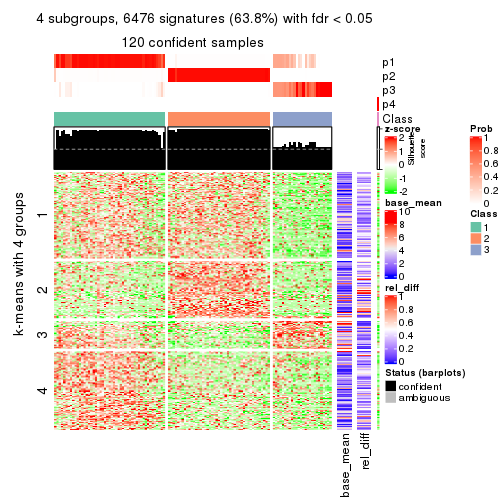 4 subgroups, 6476 signatures (63.8%) with fdr < 0.05
120 confident samples
p1
p2
p3
p4
Class
Silhouette
score
k-means with 4 groups
1
2
3
4
base_mean
rel_diff
z-score
2
1
0
-1
-2
base_mean
10
8
6
4
2
0
rel_diff
1
0.8
0.6
0.4
0.2
0
Status (barplots)
confident
ambiguous
Prob
1
0.8
0.6
0.4
0.2
0
Class
1
2
3